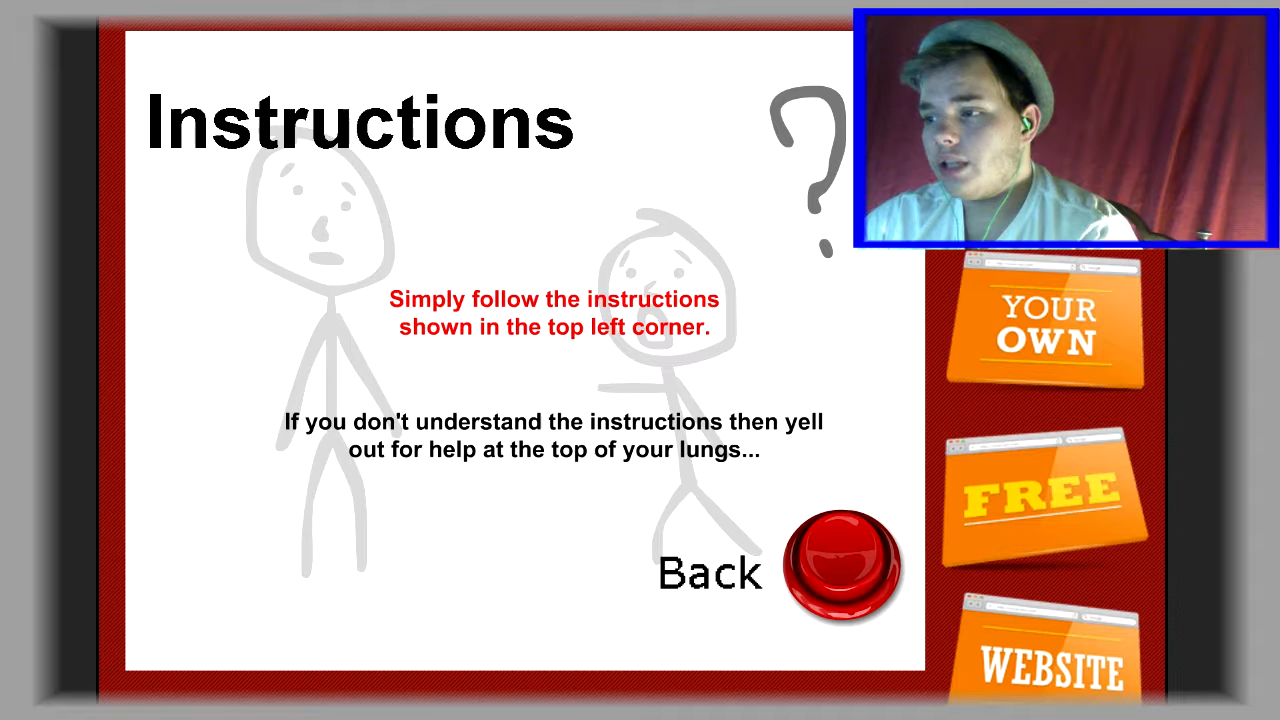 Instructions
?
Simply follow the instructions
shown in the top left corner.
If you don't understand the instructions then yell
out for help at the top of your lungs...
Back
YOUR
OWN
FREE
WEBSITE